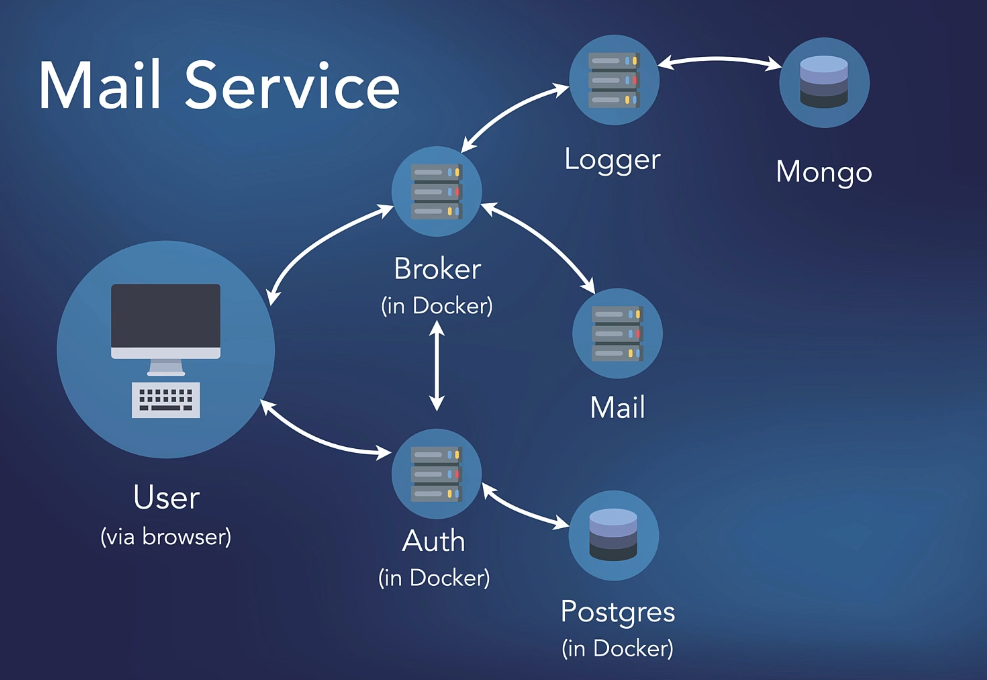 Mail Service
Logger
Mongo
Broker
(in Docker)
Mail
User
(via browser)
Auth
(in Docker)
Postgres
(in Docker)